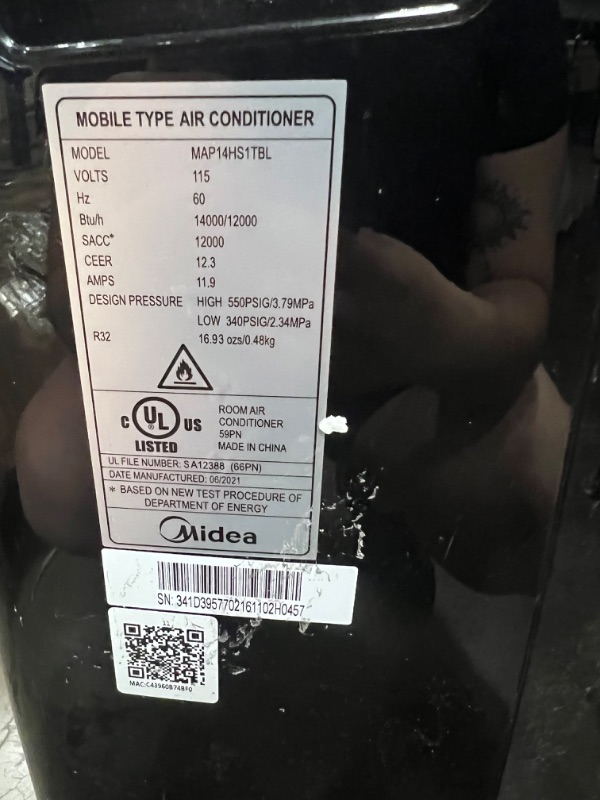 MOBILE TYPE AIR CONDITIONER
MODEL MAP14HS1TBL
VOLTS 115
Hz 60
Btu/h 14000/12000
SACC* 12000
CEER 12.3
AMPS 11.9
DESIGN PRESSURE HIGH 550PSIG/3.79MPa
LOW 340PSIG/2.34MPa
R32 16.93 ozs/0.48kg
C UL US
LISTED
ROOM AIR
CONDITIONER
59PN
MADE IN CHINA
UL FILE NUMBER: SA12388 (66PN)
DATE MANUFACTURED: 06/2021
* BASED ON NEW TEST PROCEDURE OF
DEPARTMENT OF ENERGY
Midea
SN: 341D3957702161102H0457